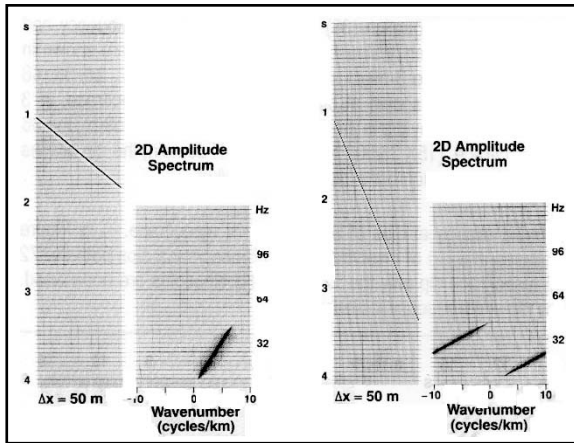 s
1
2
3
4
Δx = 50 m
2D Amplitude
Spectrum
Hz
96
64
32
-10
0
10
Wavenumber
(cycles/km)
s
1
2
3
4
Δx = 50 m
2D Amplitude
Spectrum
Hz
96
64
32
-10
0
10
Wavenumber
(cycles/km)